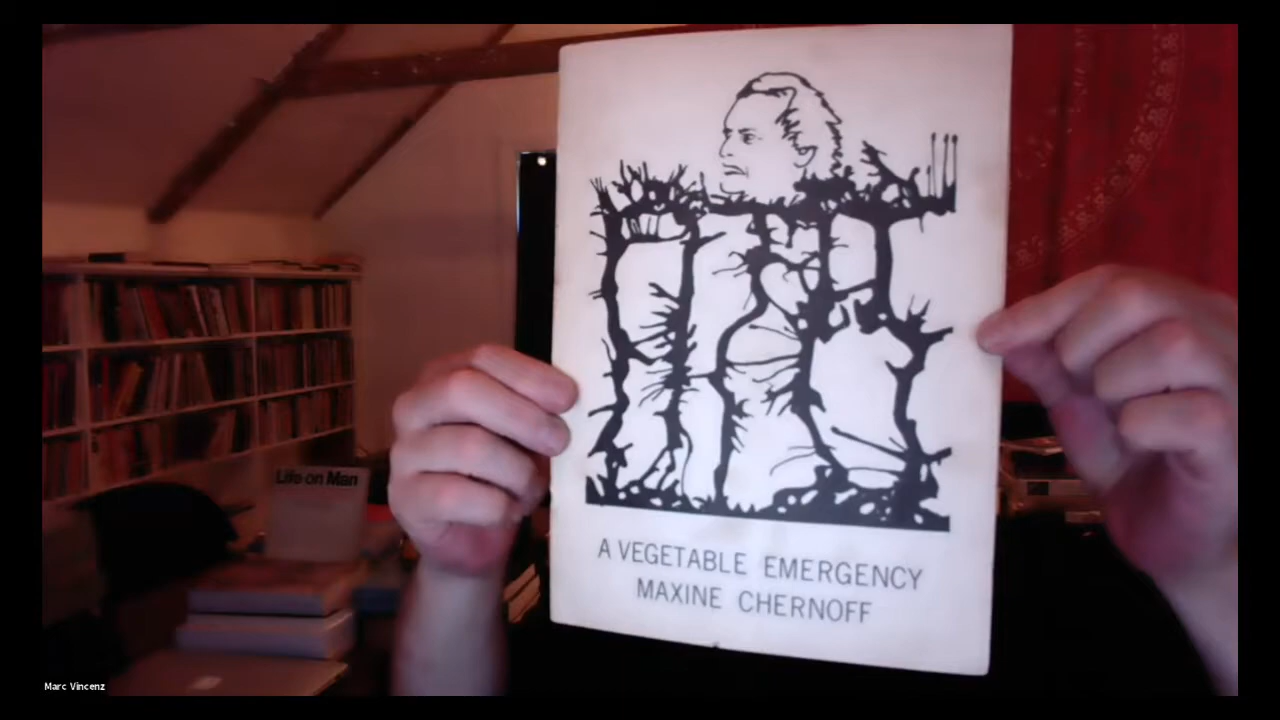 Life on Man
A VEGETABLE EMERGENCY
MAXINE CHERNOFF
Marc Vincenz